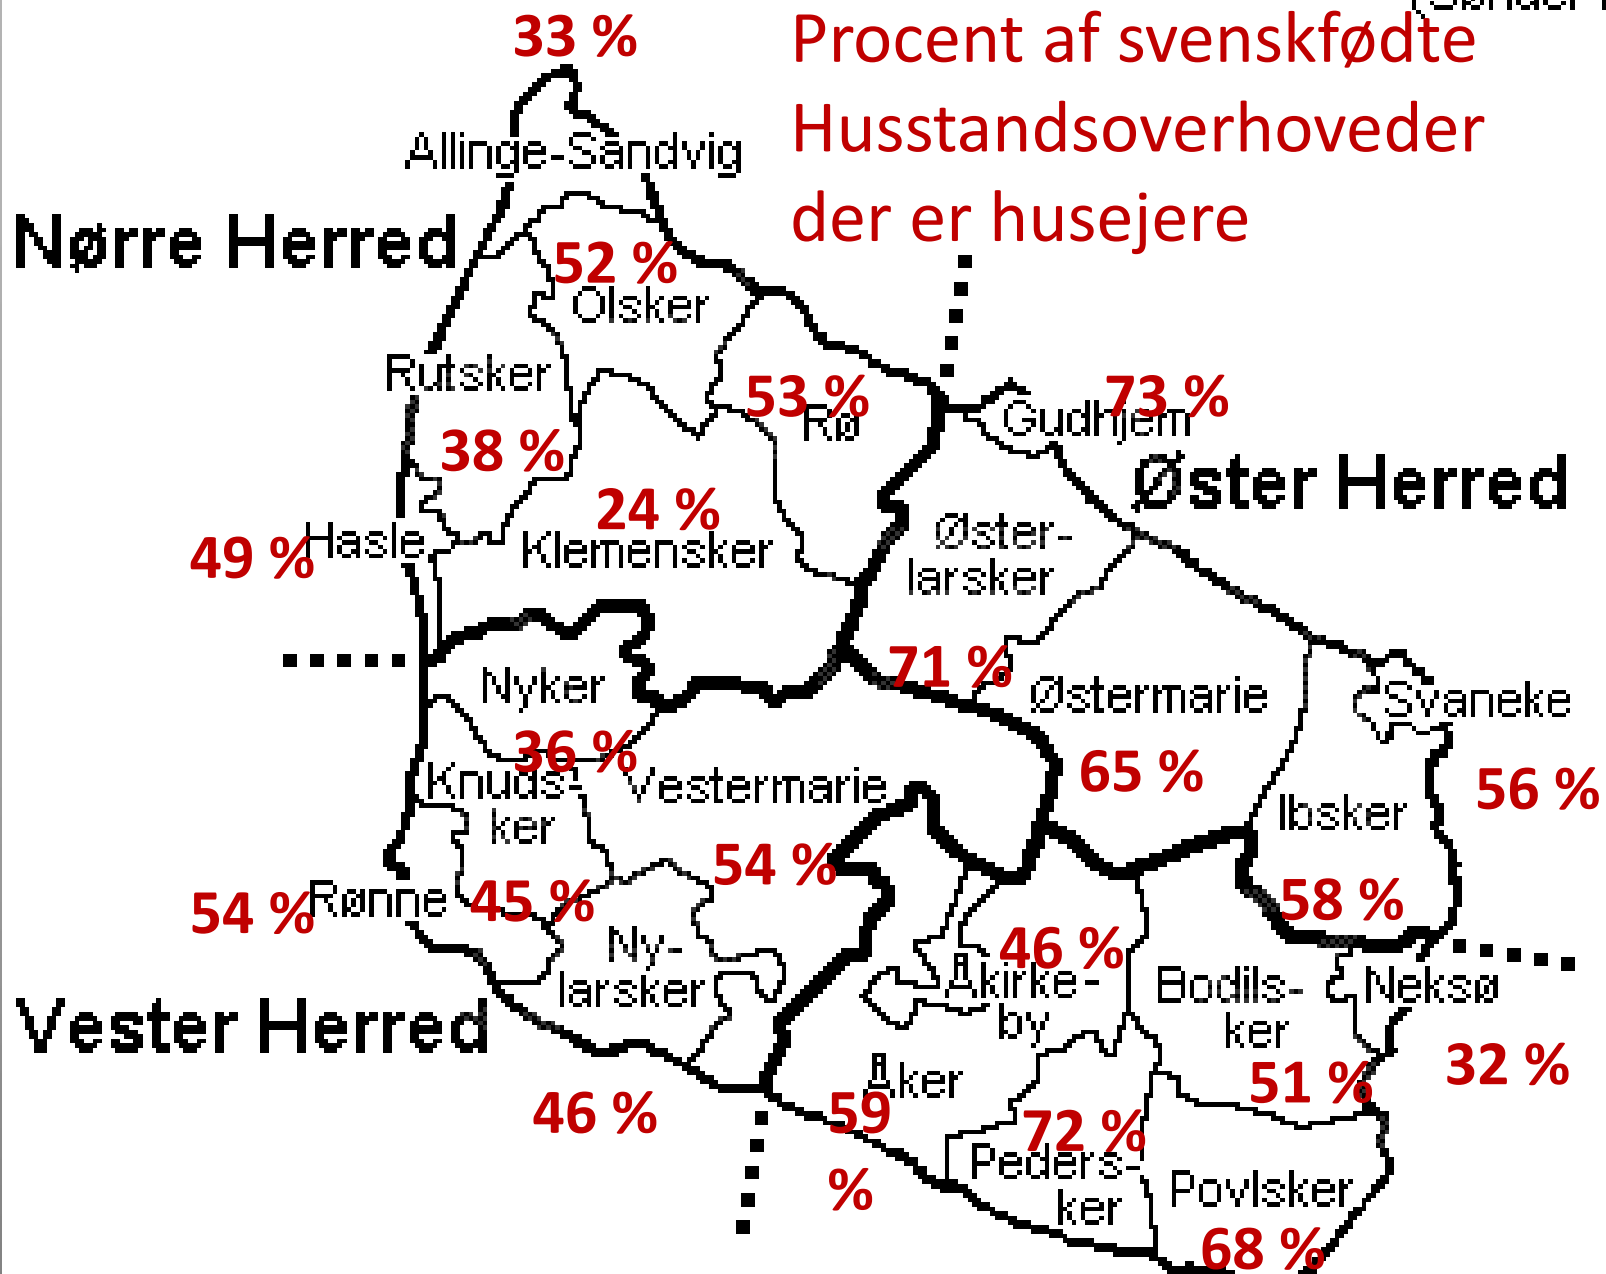 33 %
Procent af svenskfødte
Husstandsoverhoveder
der er husejere
Allinge-Sandvig
Nørre Herred
52 %
Olsker
Rutsker
38 %
53 %
Rø
73 %
Gudhjem
Øster Herred
24 %
Klemensker
49 %
Hasle
Øster-
larsker
71 %
Nyker
36 %
Østermarie
65 %
Svaneke
56 %
Knuds-
ker
45 %
Vestermarie
54 %
Ibsker
58 %
54 %
Rønne
Ny-
larsker
46 %
46 %
Åkirke-
by
Bodils-
ker
51 %
Neksø
32 %
Vester Herred
Åker
59
%
72 %
Peders-
ker
Povlsker
68 %